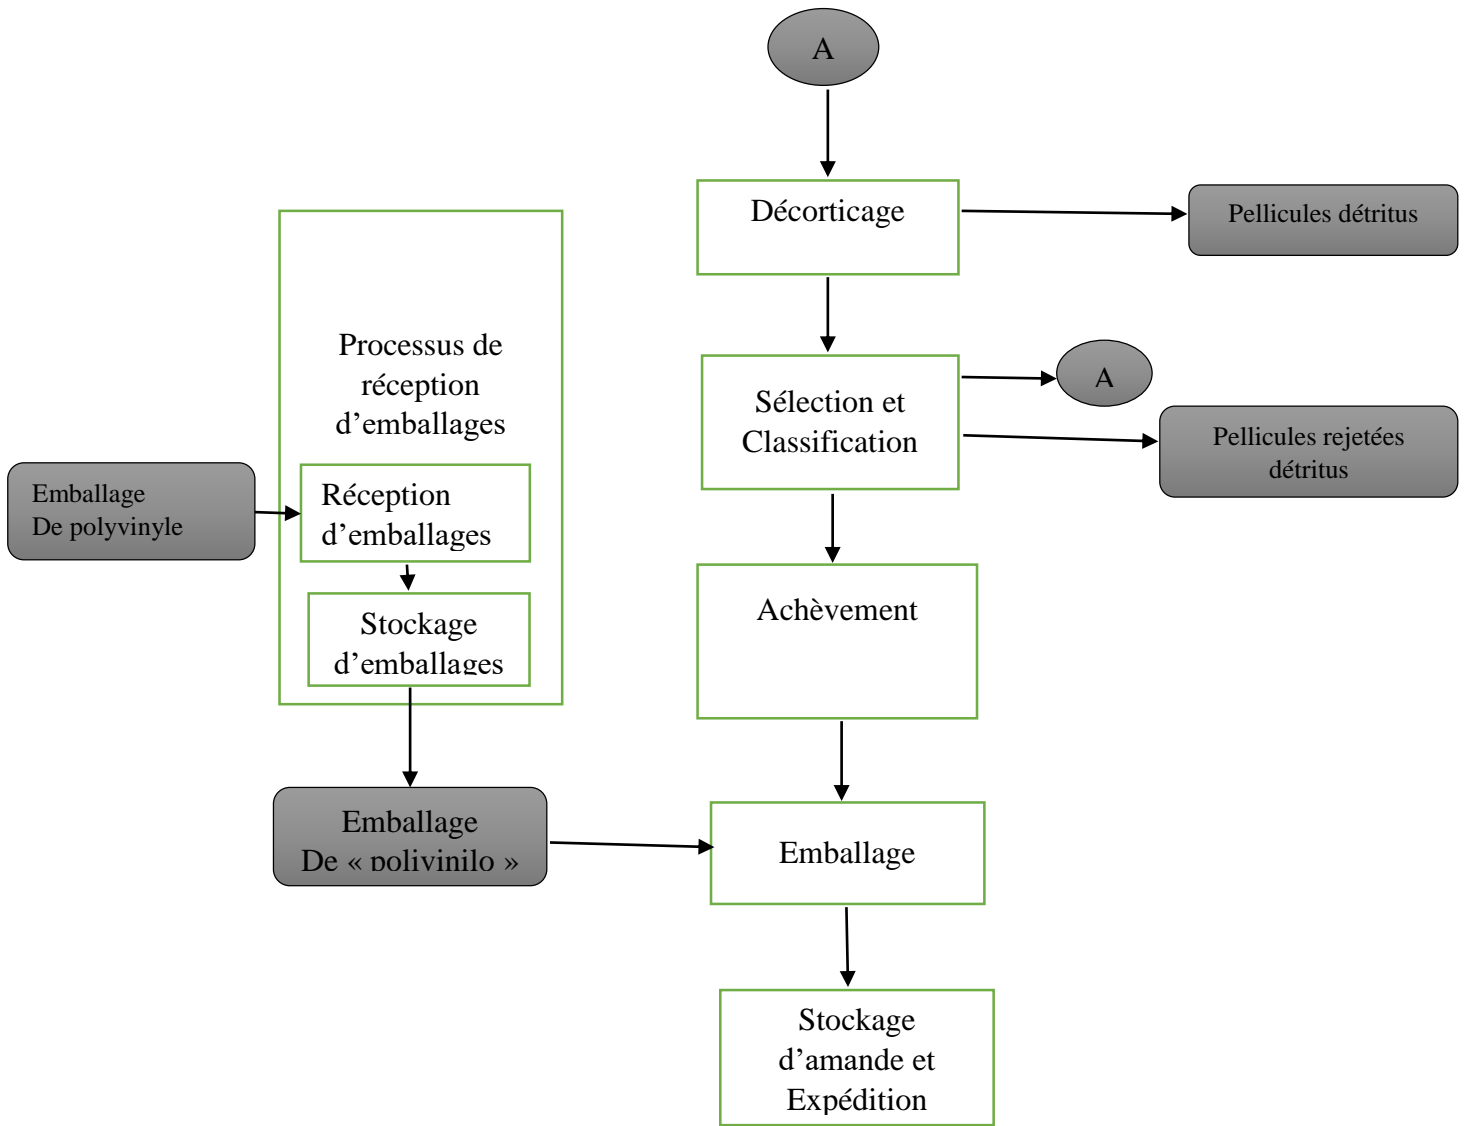 A
Décorticage
Pellicules détritus
Processus de
réception
d’emballages
A
Sélection et
Classification
Pellicules rejetées
détritus
Emballage
De polyvinyle
Réception
d’emballages
Stockage
d’emballages
Achèvement
Emballage
De « polivinilo »
Emballage
Stockage
d’amande et
Expédition